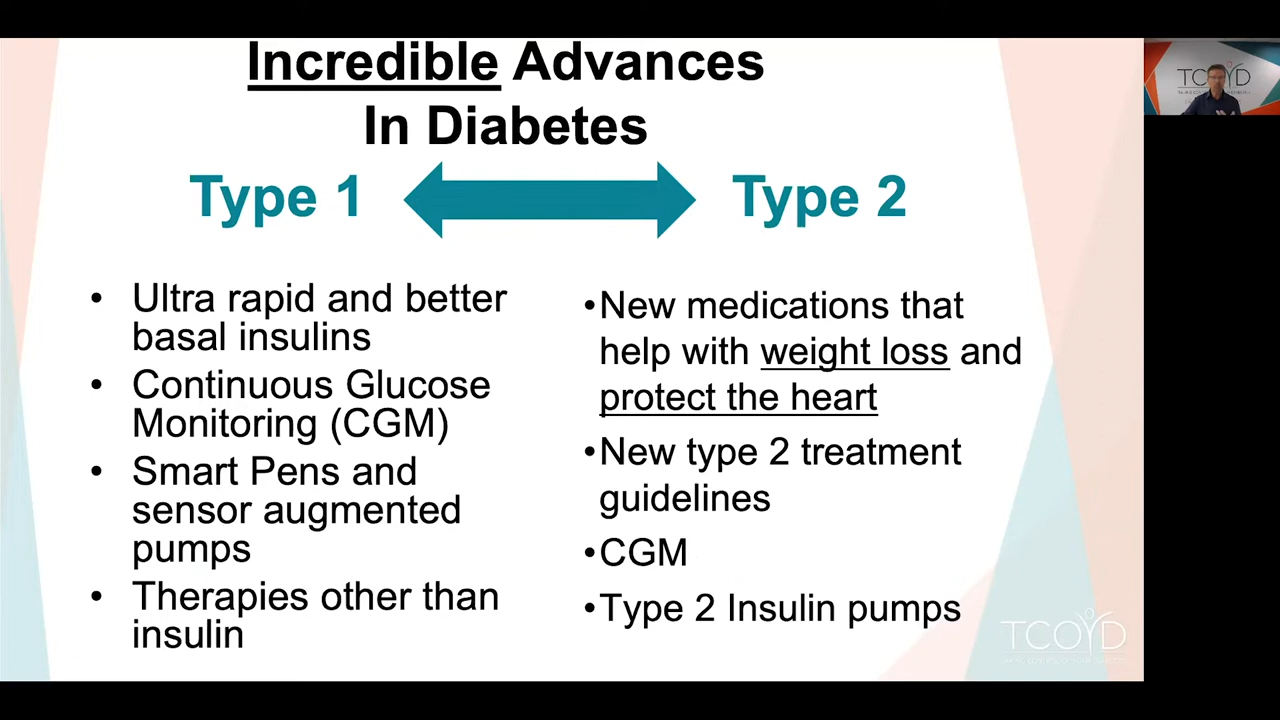 Incredible Advances
In Diabetes
Type 1
Type 2
• Ultra rapid and better
basal insulins
• Continuous Glucose
Monitoring (CGM)
• Smart Pens and
sensor augmented
pumps
• Therapies other than
insulin
•New medications that
help with weight loss and
protect the heart
•New type 2 treatment
guidelines
•CGM
•Type 2 Insulin pumps
TCOYD
TCOYD